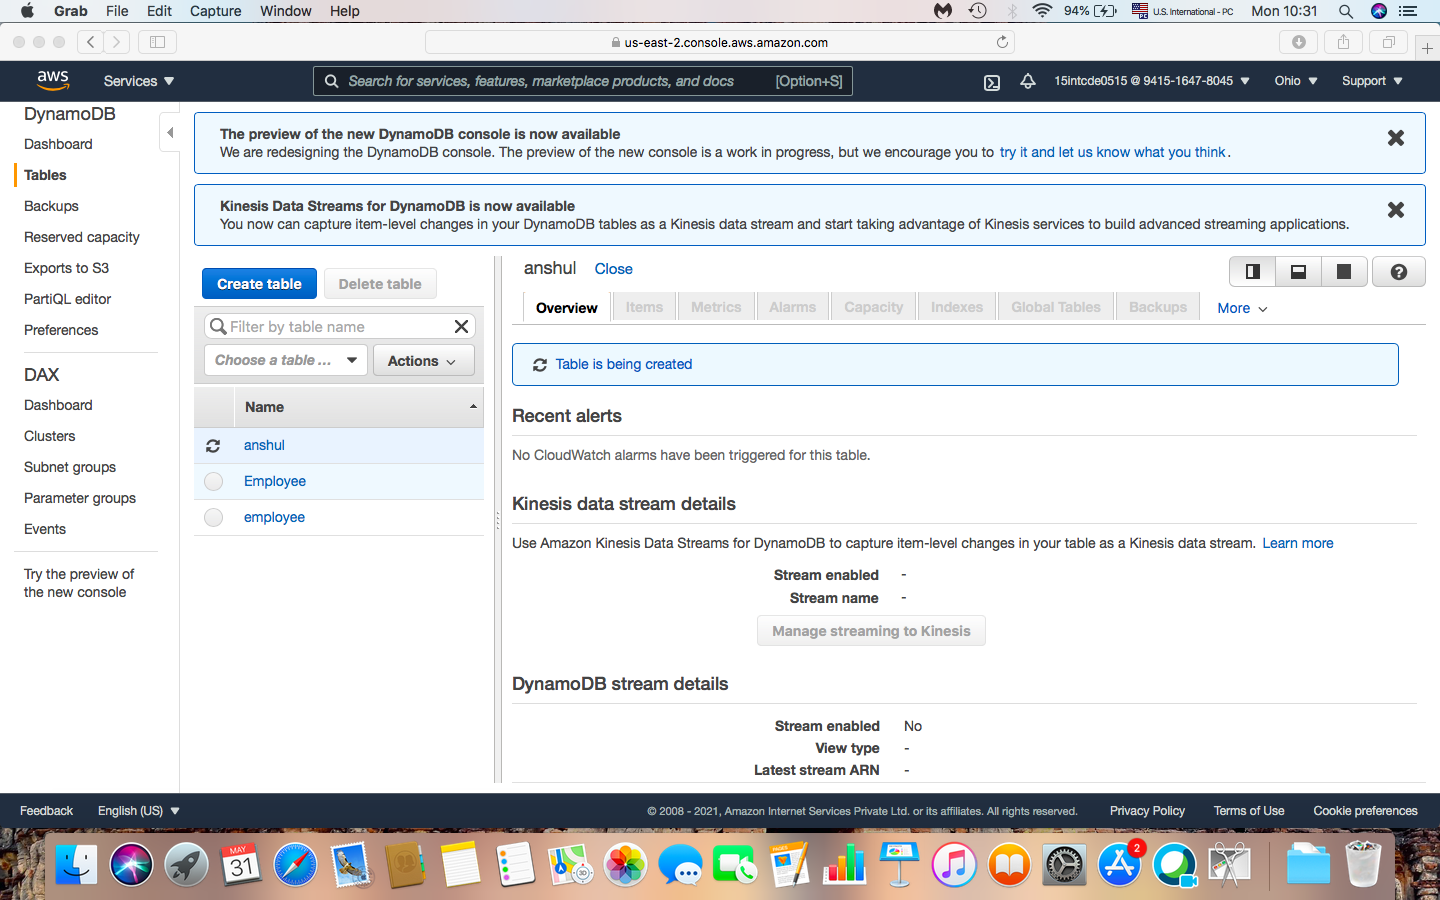 Grab File Edit Capture Window Help 94% U.S. International - PC Mon 10:31
us-east-2.console.aws.amazon.com
aws Services Search for services, features, marketplace products, and docs [Option+S] 15intcde0515 @ 9415-1647-8045 Ohio Support
DynamoDB
Dashboard
Tables
Backups
Reserved capacity
Exports to S3
PartiQL editor
Preferences
DAX
Dashboard
Clusters
Subnet groups
Parameter groups
Events
Try the preview of
the new console
The preview of the new DynamoDB console is now available
We are redesigning the DynamoDB console. The preview of the new console is a work in progress, but we encourage you to try it and let us know what you think.
Kinesis Data Streams for DynamoDB is now available
You now can capture item-level changes in your DynamoDB tables as a Kinesis data stream and start taking advantage of Kinesis services to build advanced streaming applications.
Create table Delete table
Filter by table name
Choose a table ... Actions
Name
anshul
Employee
employee
anshul Close
Overview Items Metrics Alarms Capacity Indexes Global Tables Backups More
Table is being created
Recent alerts
No CloudWatch alarms have been triggered for this table.
Kinesis data stream details
Use Amazon Kinesis Data Streams for DynamoDB to capture item-level changes in your table as a Kinesis data stream. Learn more
Stream enabled -
Stream name -
Manage streaming to Kinesis
DynamoDB stream details
Stream enabled No
View type -
Latest stream ARN -
Feedback English (US) © 2008 - 2021, Amazon Internet Services Private Ltd. or its affiliates. All rights reserved. Privacy Policy Terms of Use Cookie preferences
MAY
31
3D
PAGES
2